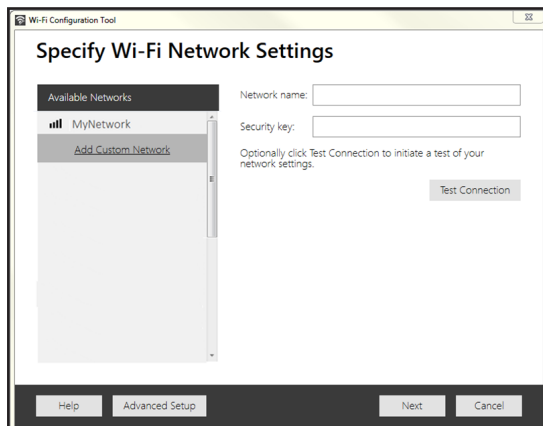 Wi-Fi Configuration Tool
Specify Wi-Fi Network Settings
Available Networks
MyNetwork
Add Custom Network
Network name:
Security key:
Optionally click Test Connection to initiate a test of your
network settings.
Test Connection
Help
Advanced Setup
Next
Cancel